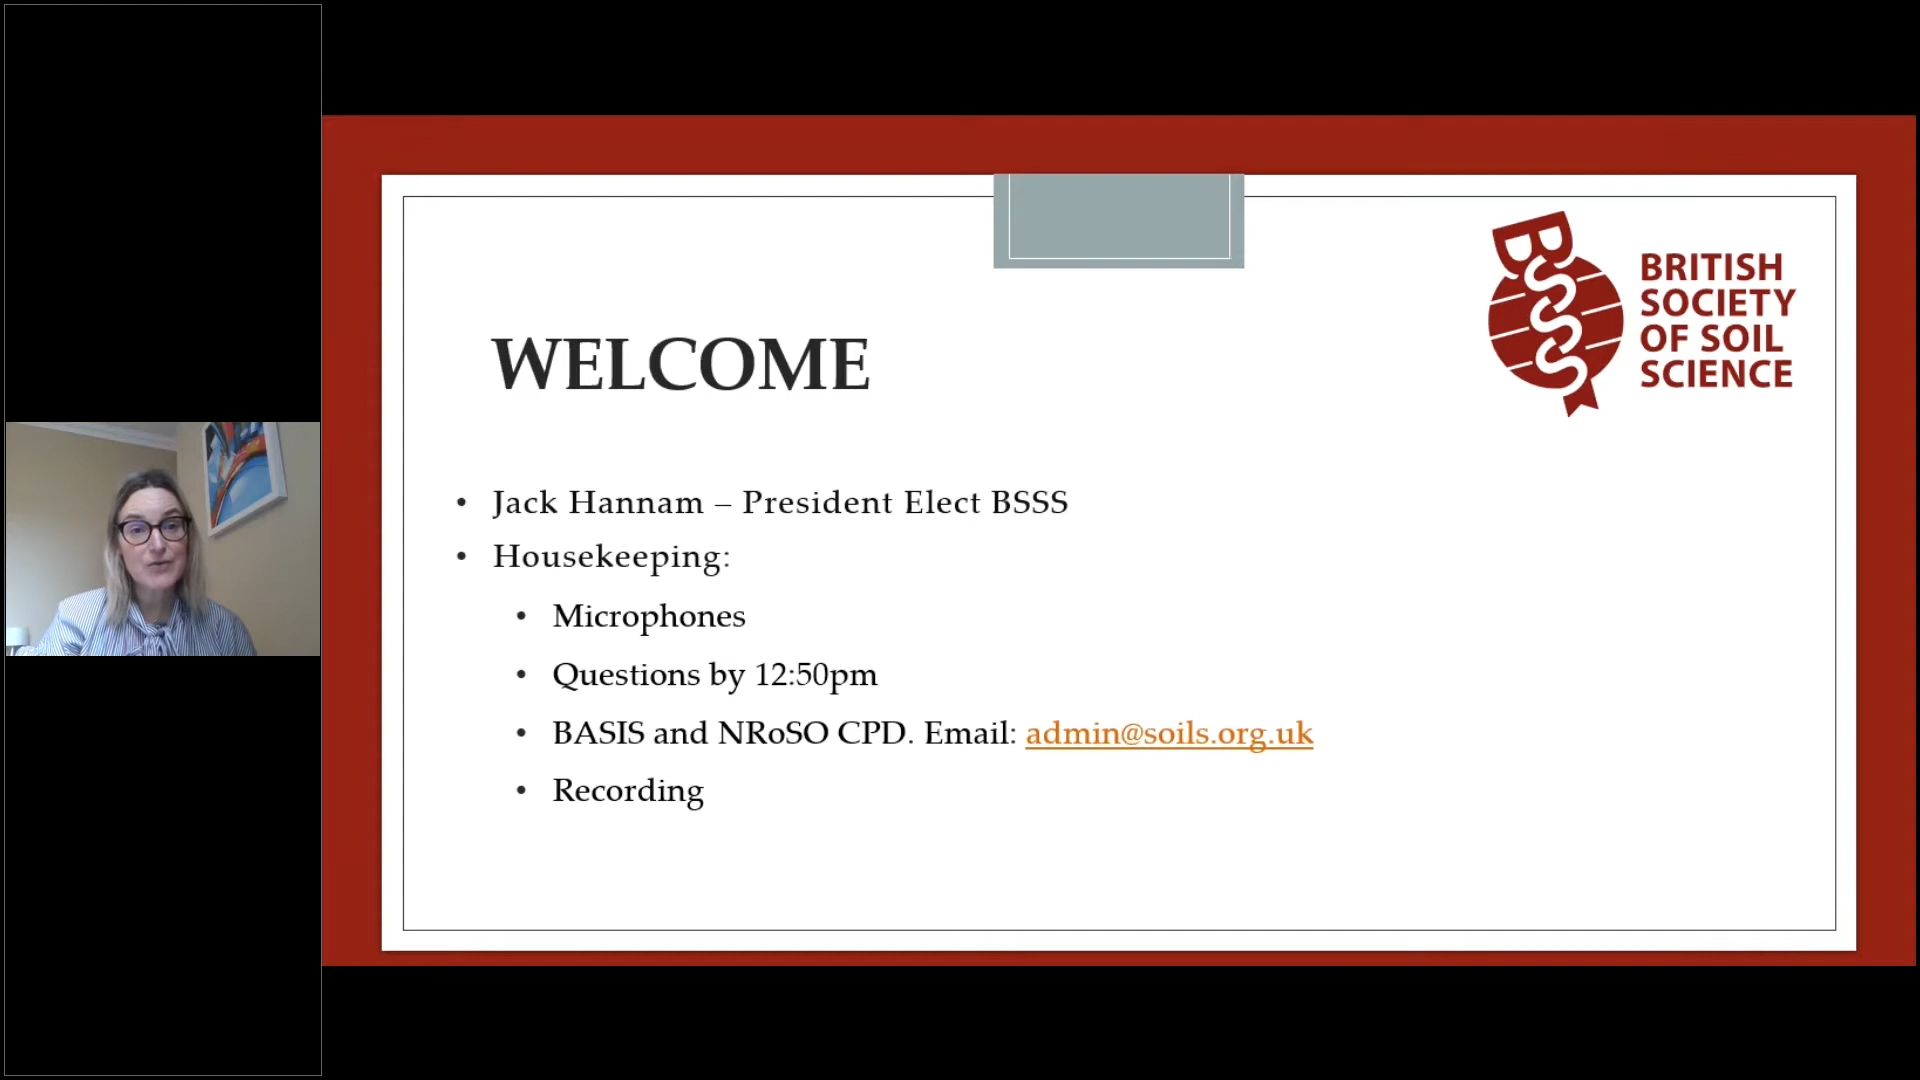 BSSS
BRITISH
SOCIETY
OF SOIL
SCIENCE
WELCOME
• Jack Hannam – President Elect BSSS
• Housekeeping:
• Microphones
• Questions by 12:50pm
• BASIS and NRoSO CPD. Email: admin@soils.org.uk
• Recording